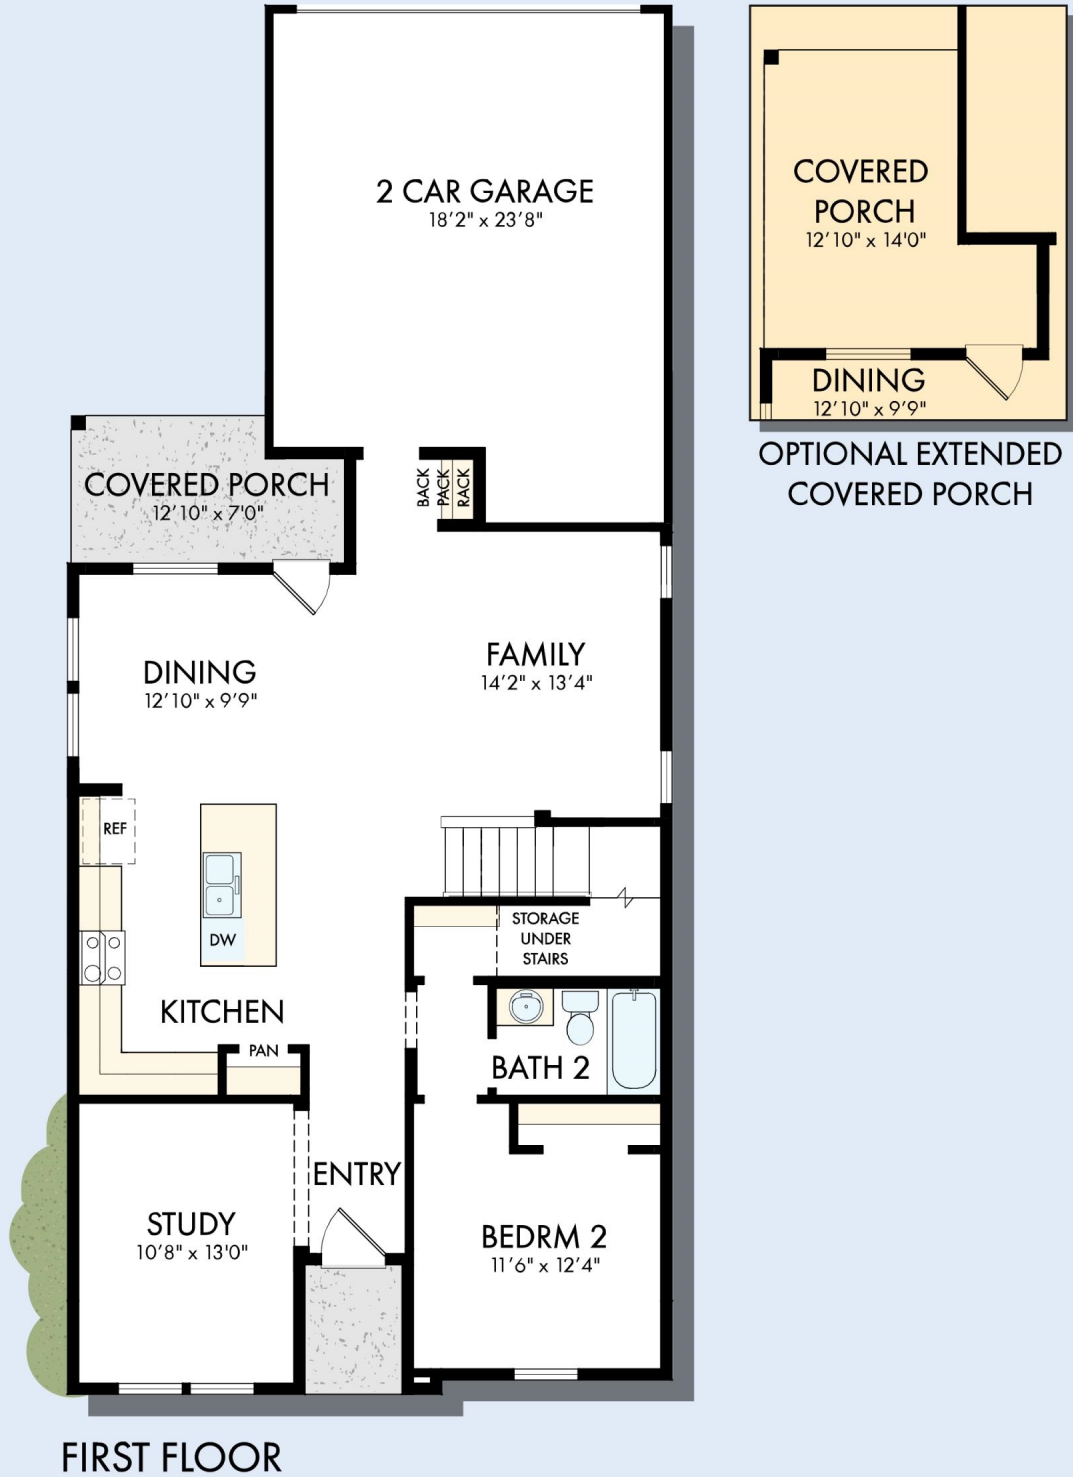 2 CAR GARAGE
18'2" x 23'8"
COVERED
PORCH
12'10" x 14'0"
DINING
12'10" x 9'9"
OPTIONAL EXTENDED
COVERED PORCH
COVERED PORCH
12'10" x 7'0"
BACK
PACK
RACK
DINING
12'10" x 9'9"
FAMILY
14'2" x 13'4"
REF
DW
STORAGE
UNDER
STAIRS
KITCHEN
PAN
BATH 2
ENTRY
STUDY
10'8" x 13'0"
BEDRM 2
11'6" x 12'4"
FIRST FLOOR